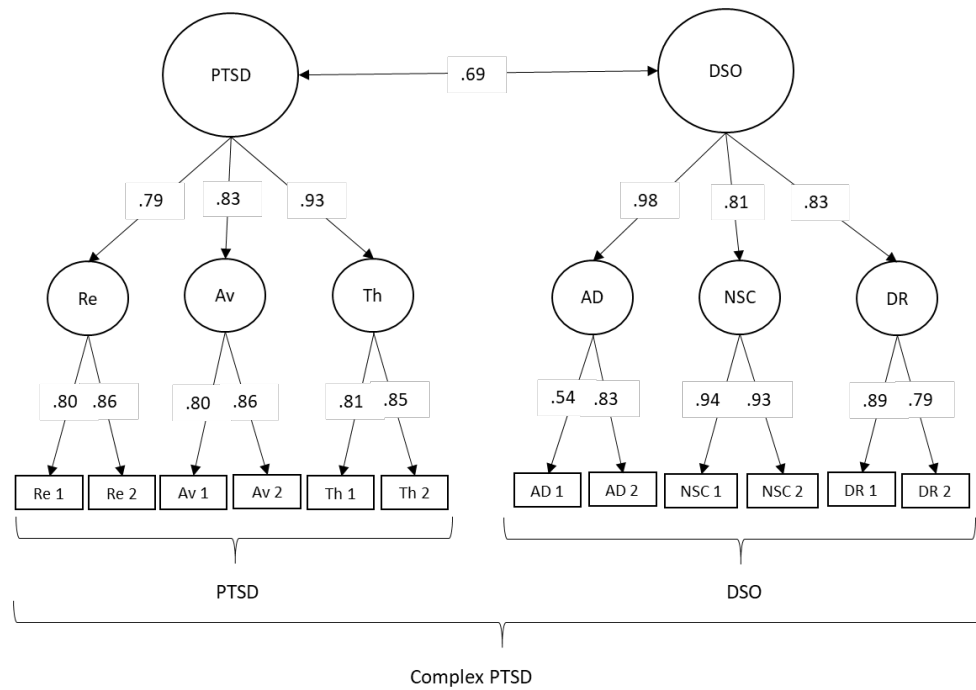 PTSD .69 DSO
.79 .83 .93 .98 .81 .83
Re Av Th AD NSC DR
.80 .86 .80 .86 .81 .85 .54 .83 .94 .93 .89 .79
Re 1 Re 2 Av 1 Av 2 Th 1 Th 2 AD 1 AD 2 NSC 1 NSC 2 DR 1 DR 2
PTSD DSO
Complex PTSD